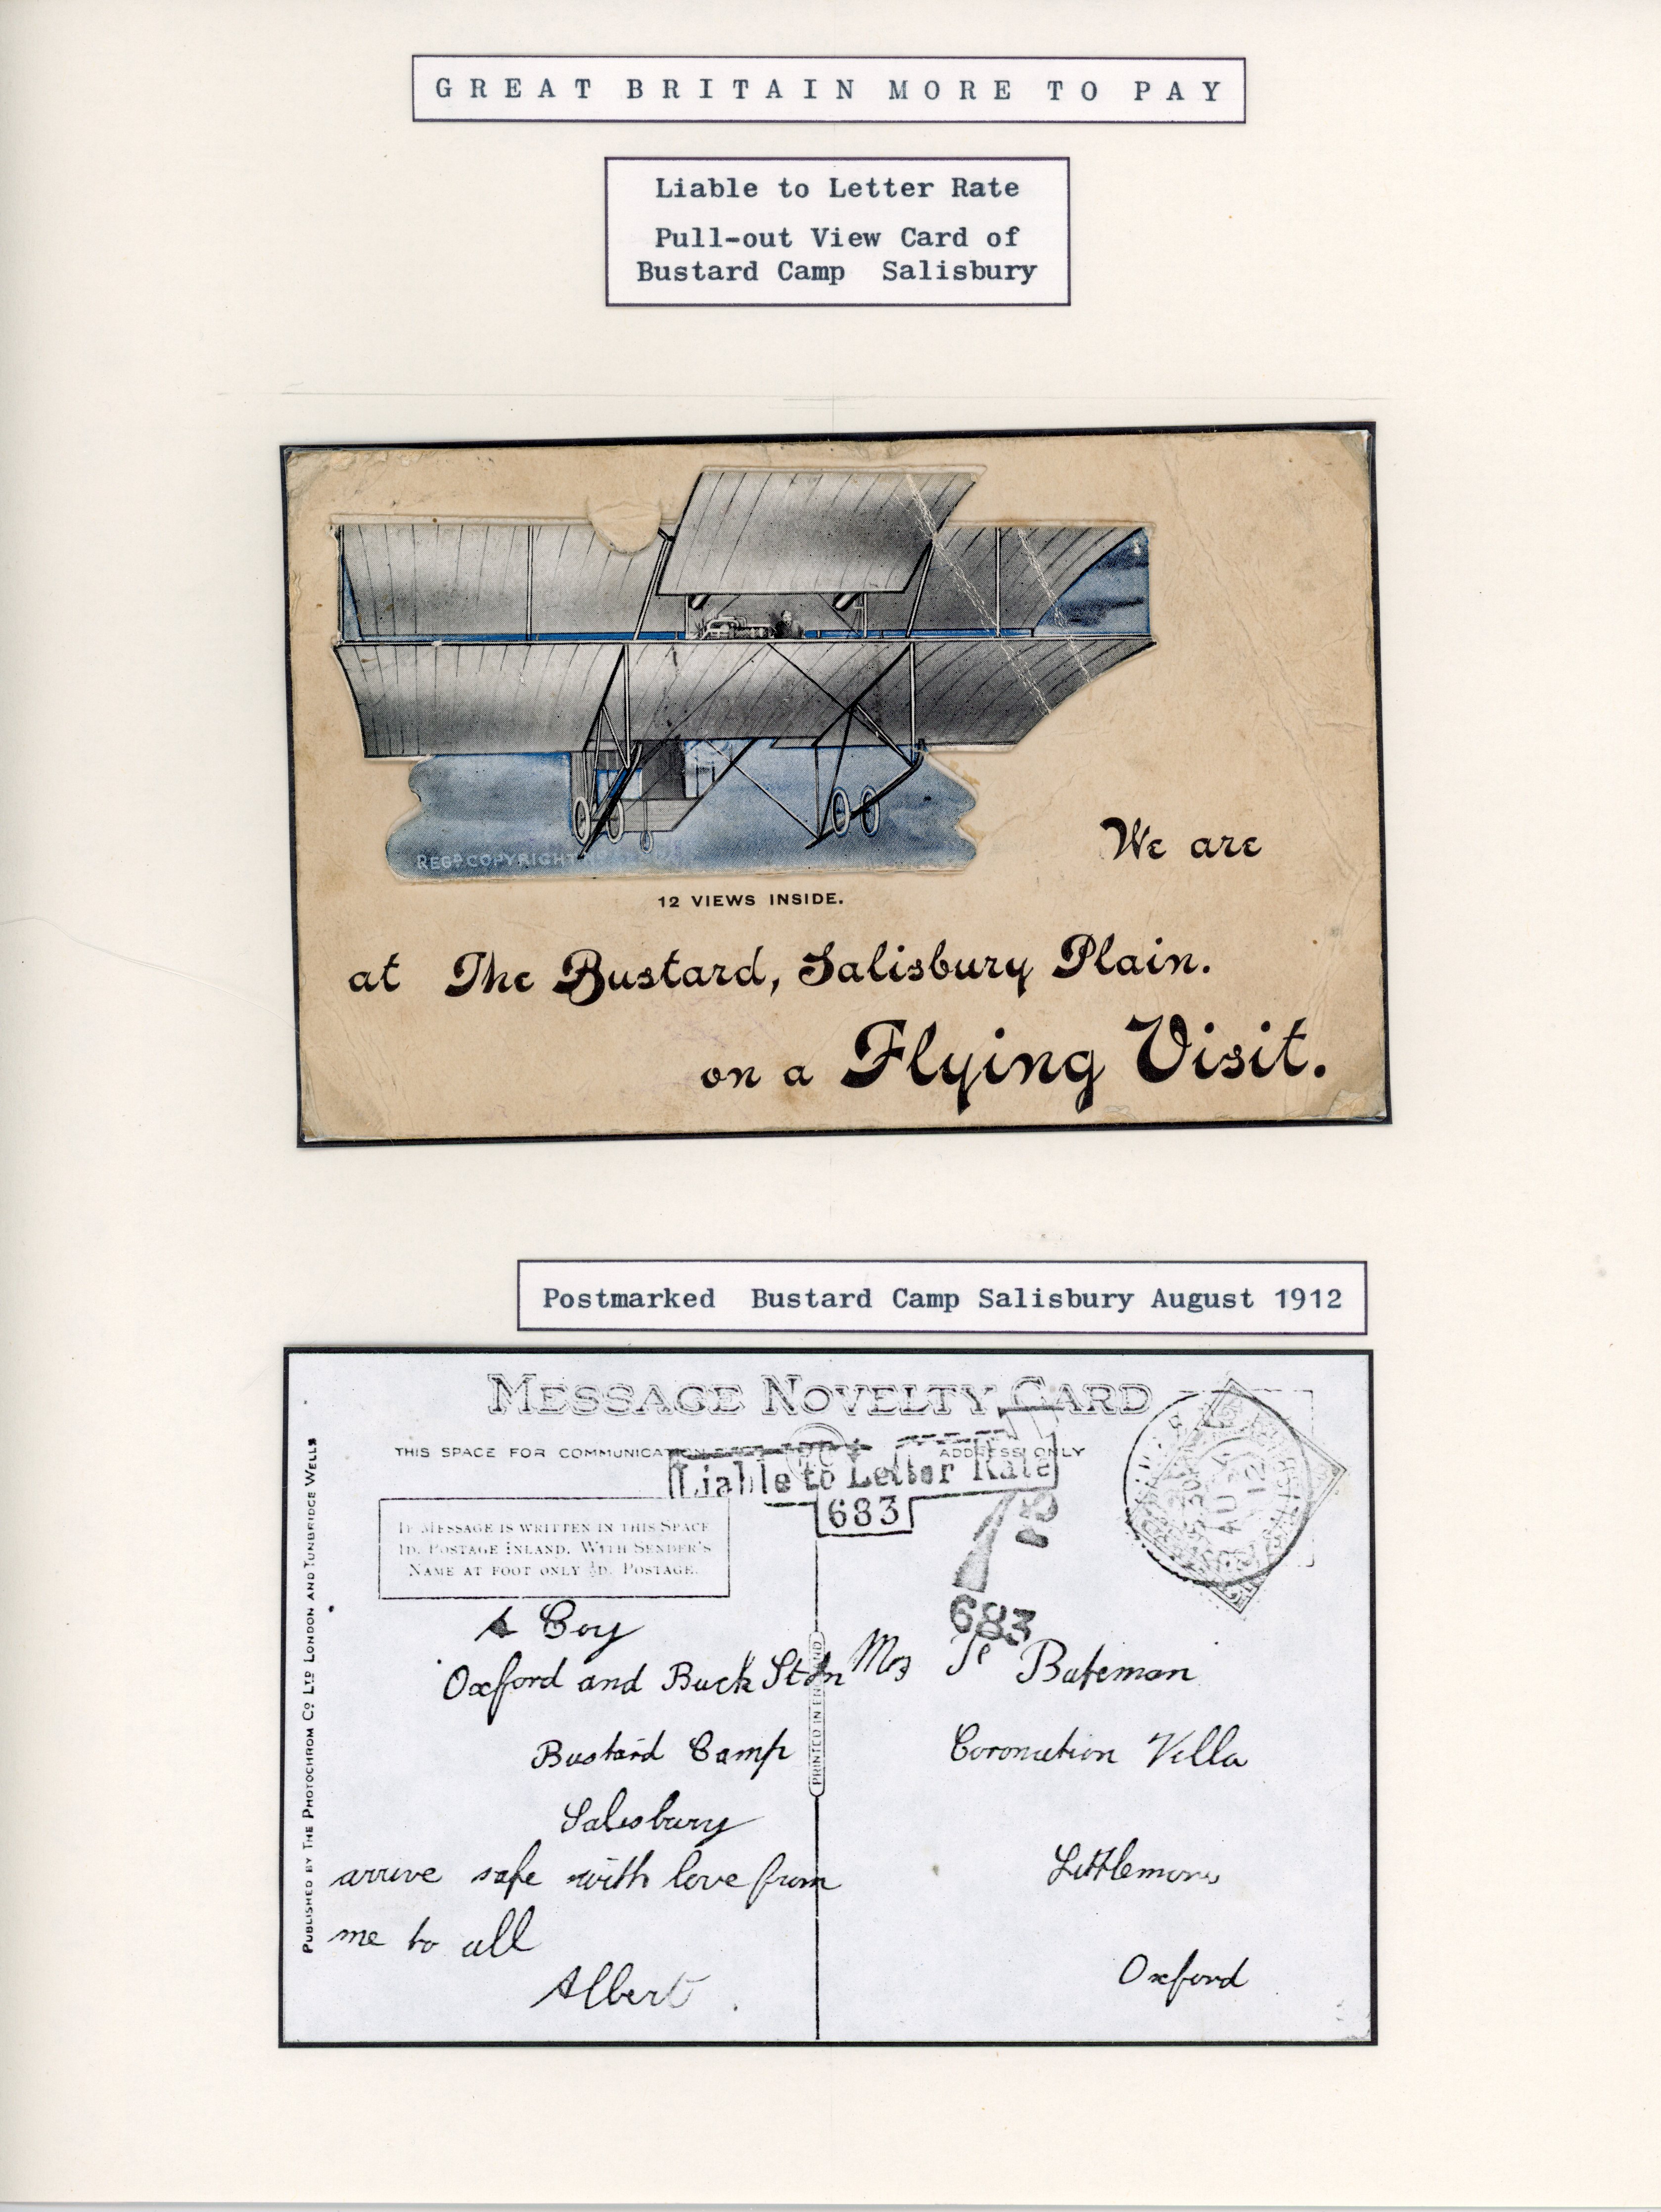 GREAT BRITAIN MORE TO PAY
Liable to Letter Rate
Pull-out View Card of
Bustard Camp Salisbury
REGD COPYRIGHT
12 VIEWS INSIDE.
We are
at The Bustard, Salisbury Plain.
on a Flying Visit.
Postmarked Bustard Camp Salisbury August 1912
MESSAGE NOVELTY CARD
THIS SPACE FOR COMMUNICATION
ADDRESS ONLY
Liable to Letter Rate
683
IF MESSAGE IS WRITTEN IN THIS SPACE
1D. POSTAGE INLAND. WITH SENDER'S
NAME AT FOOT ONLY ½D. POSTAGE.
683
PUBLISHED BY THE PHOTOCHROM CO LTD LONDON AND TUNBRIDGE WELLS
PRINTED IN ENGLAND
A Coy
Oxford and Buck
Bustard Camp
Salesbury
arrive safe with love from
me to all
Albert
Mrs Bateman
Coronation Villa
Littlemore
Oxford
AU
12